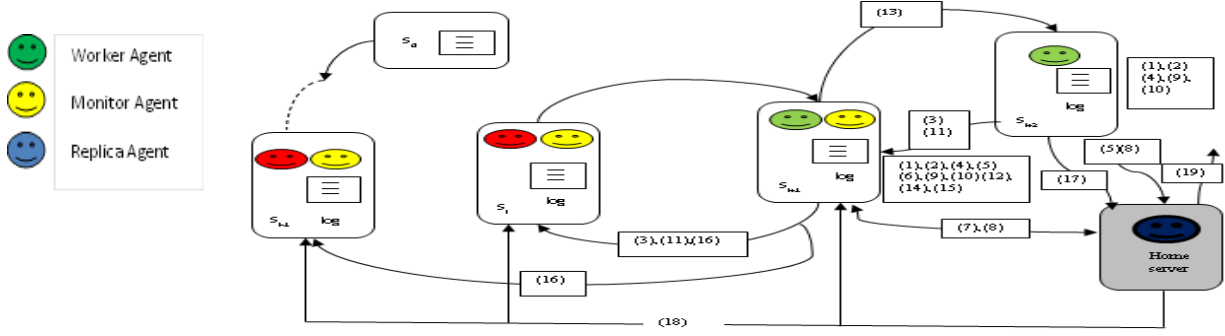 Worker Agent
Monitor Agent
Replica Agent
S₀
(13)
log
Sᵢ₊₂
(1),(2)
(4),(9),
(10)
log
Sᵢ₋₁
log
Sᵢ
log
Sᵢ₊₁
(3)
(11)
(1),(2),(4),(5)
(6),(9),(10)(12),
(14),(15)
(5)(8)
(17)
(19)
(3),(11),(16)
(7),(8)
(16)
Home
server
(18)